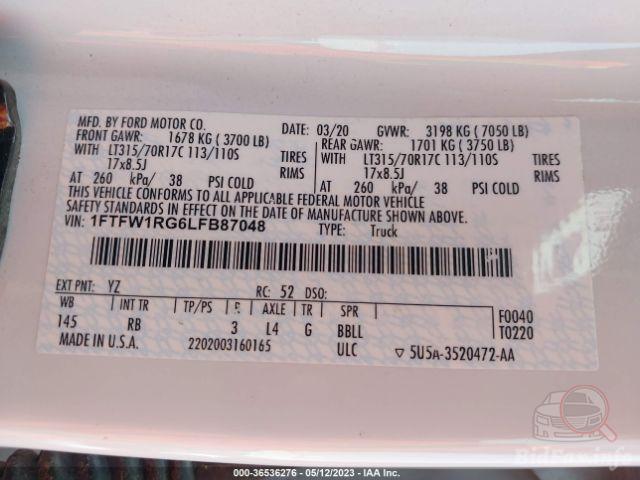 MFD. BY FORD MOTOR CO.
DATE: 03/20 GVWR: 3198 KG ( 7050 LB)
FRONT GAWR: 1678 KG ( 3700 LB) REAR GAWR: 1701 KG ( 3750 LB)
WITH LT315/70R17C 113/110S TIRES WITH LT315/70R17C 113/110S TIRES
17x8.5J RIMS 17x8.5J RIMS
AT 260 kPa/ 38 PSI COLD AT 260 kPa/ 38 PSI COLD
THIS VEHICLE CONFORMS TO ALL APPLICABLE FEDERAL MOTOR VEHICLE
SAFETY STANDARDS IN EFFECT ON THE DATE OF MANUFACTURE SHOWN ABOVE.
VIN: 1FTFW1RG6LFB87048 TYPE: Truck
EXT PNT: YZ RC: 52 DSO:
WB INT TR TP/PS R AXLE TR SPR F0040
145 RB 3 L4 G BBLL T0220
MADE IN U.S.A. 2202003160165 ULC ▽ 5U5A-3520472-AA
BidFax.info
000-36536276 - 05/12/2023 - IAA Inc.